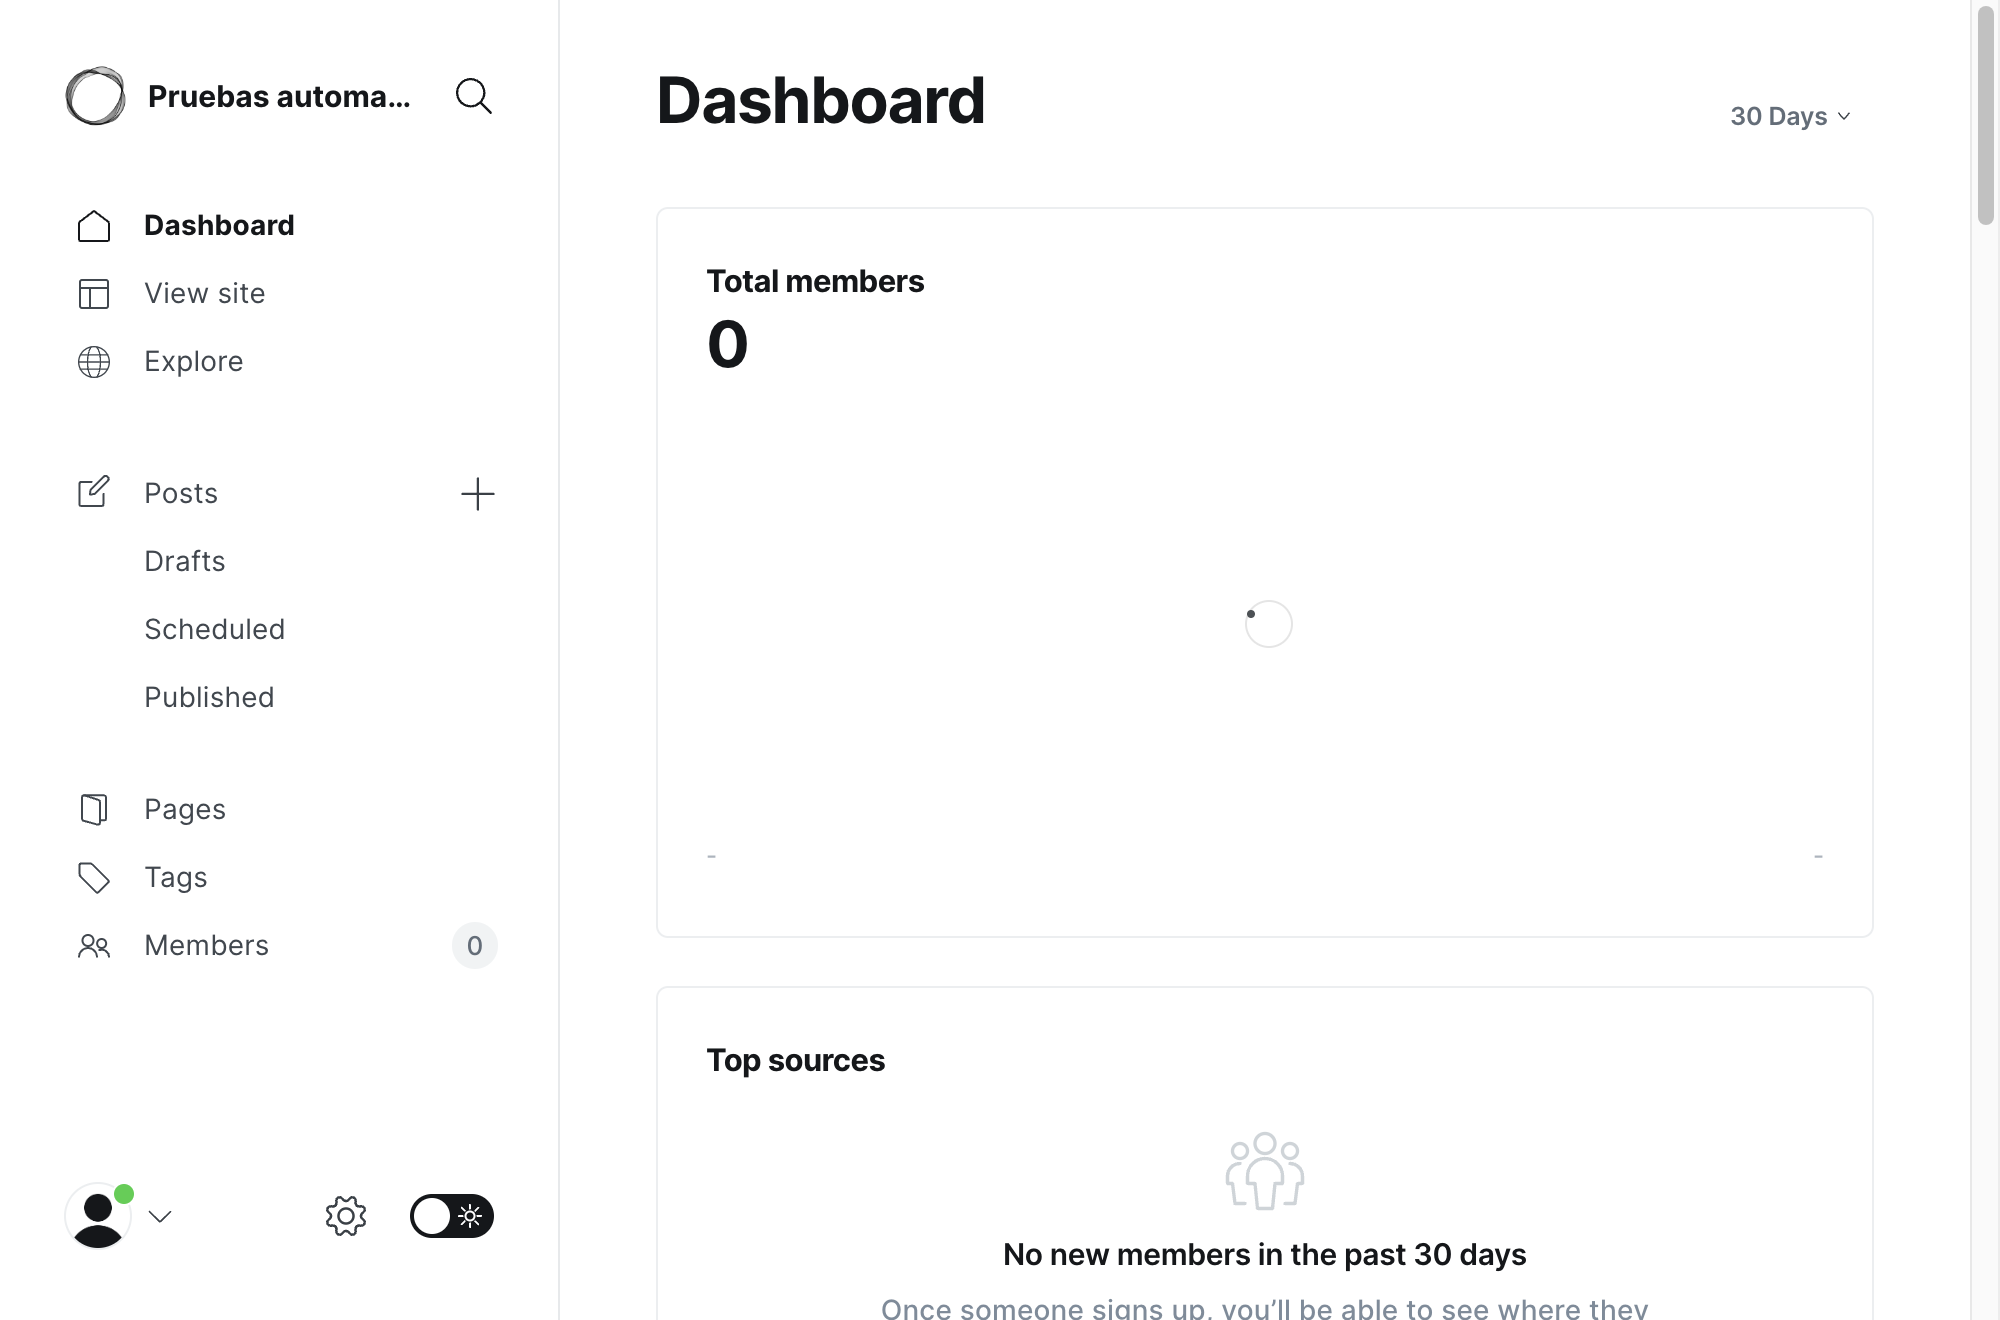 Pruebas automa...
Dashboard
View site
Explore
Posts
Drafts
Scheduled
Published
Pages
Tags
Members
0
Dashboard
30 Days
Total members
0
-
-
Top sources
No new members in the past 30 days
Once someone signs up, you’ll be able to see where they